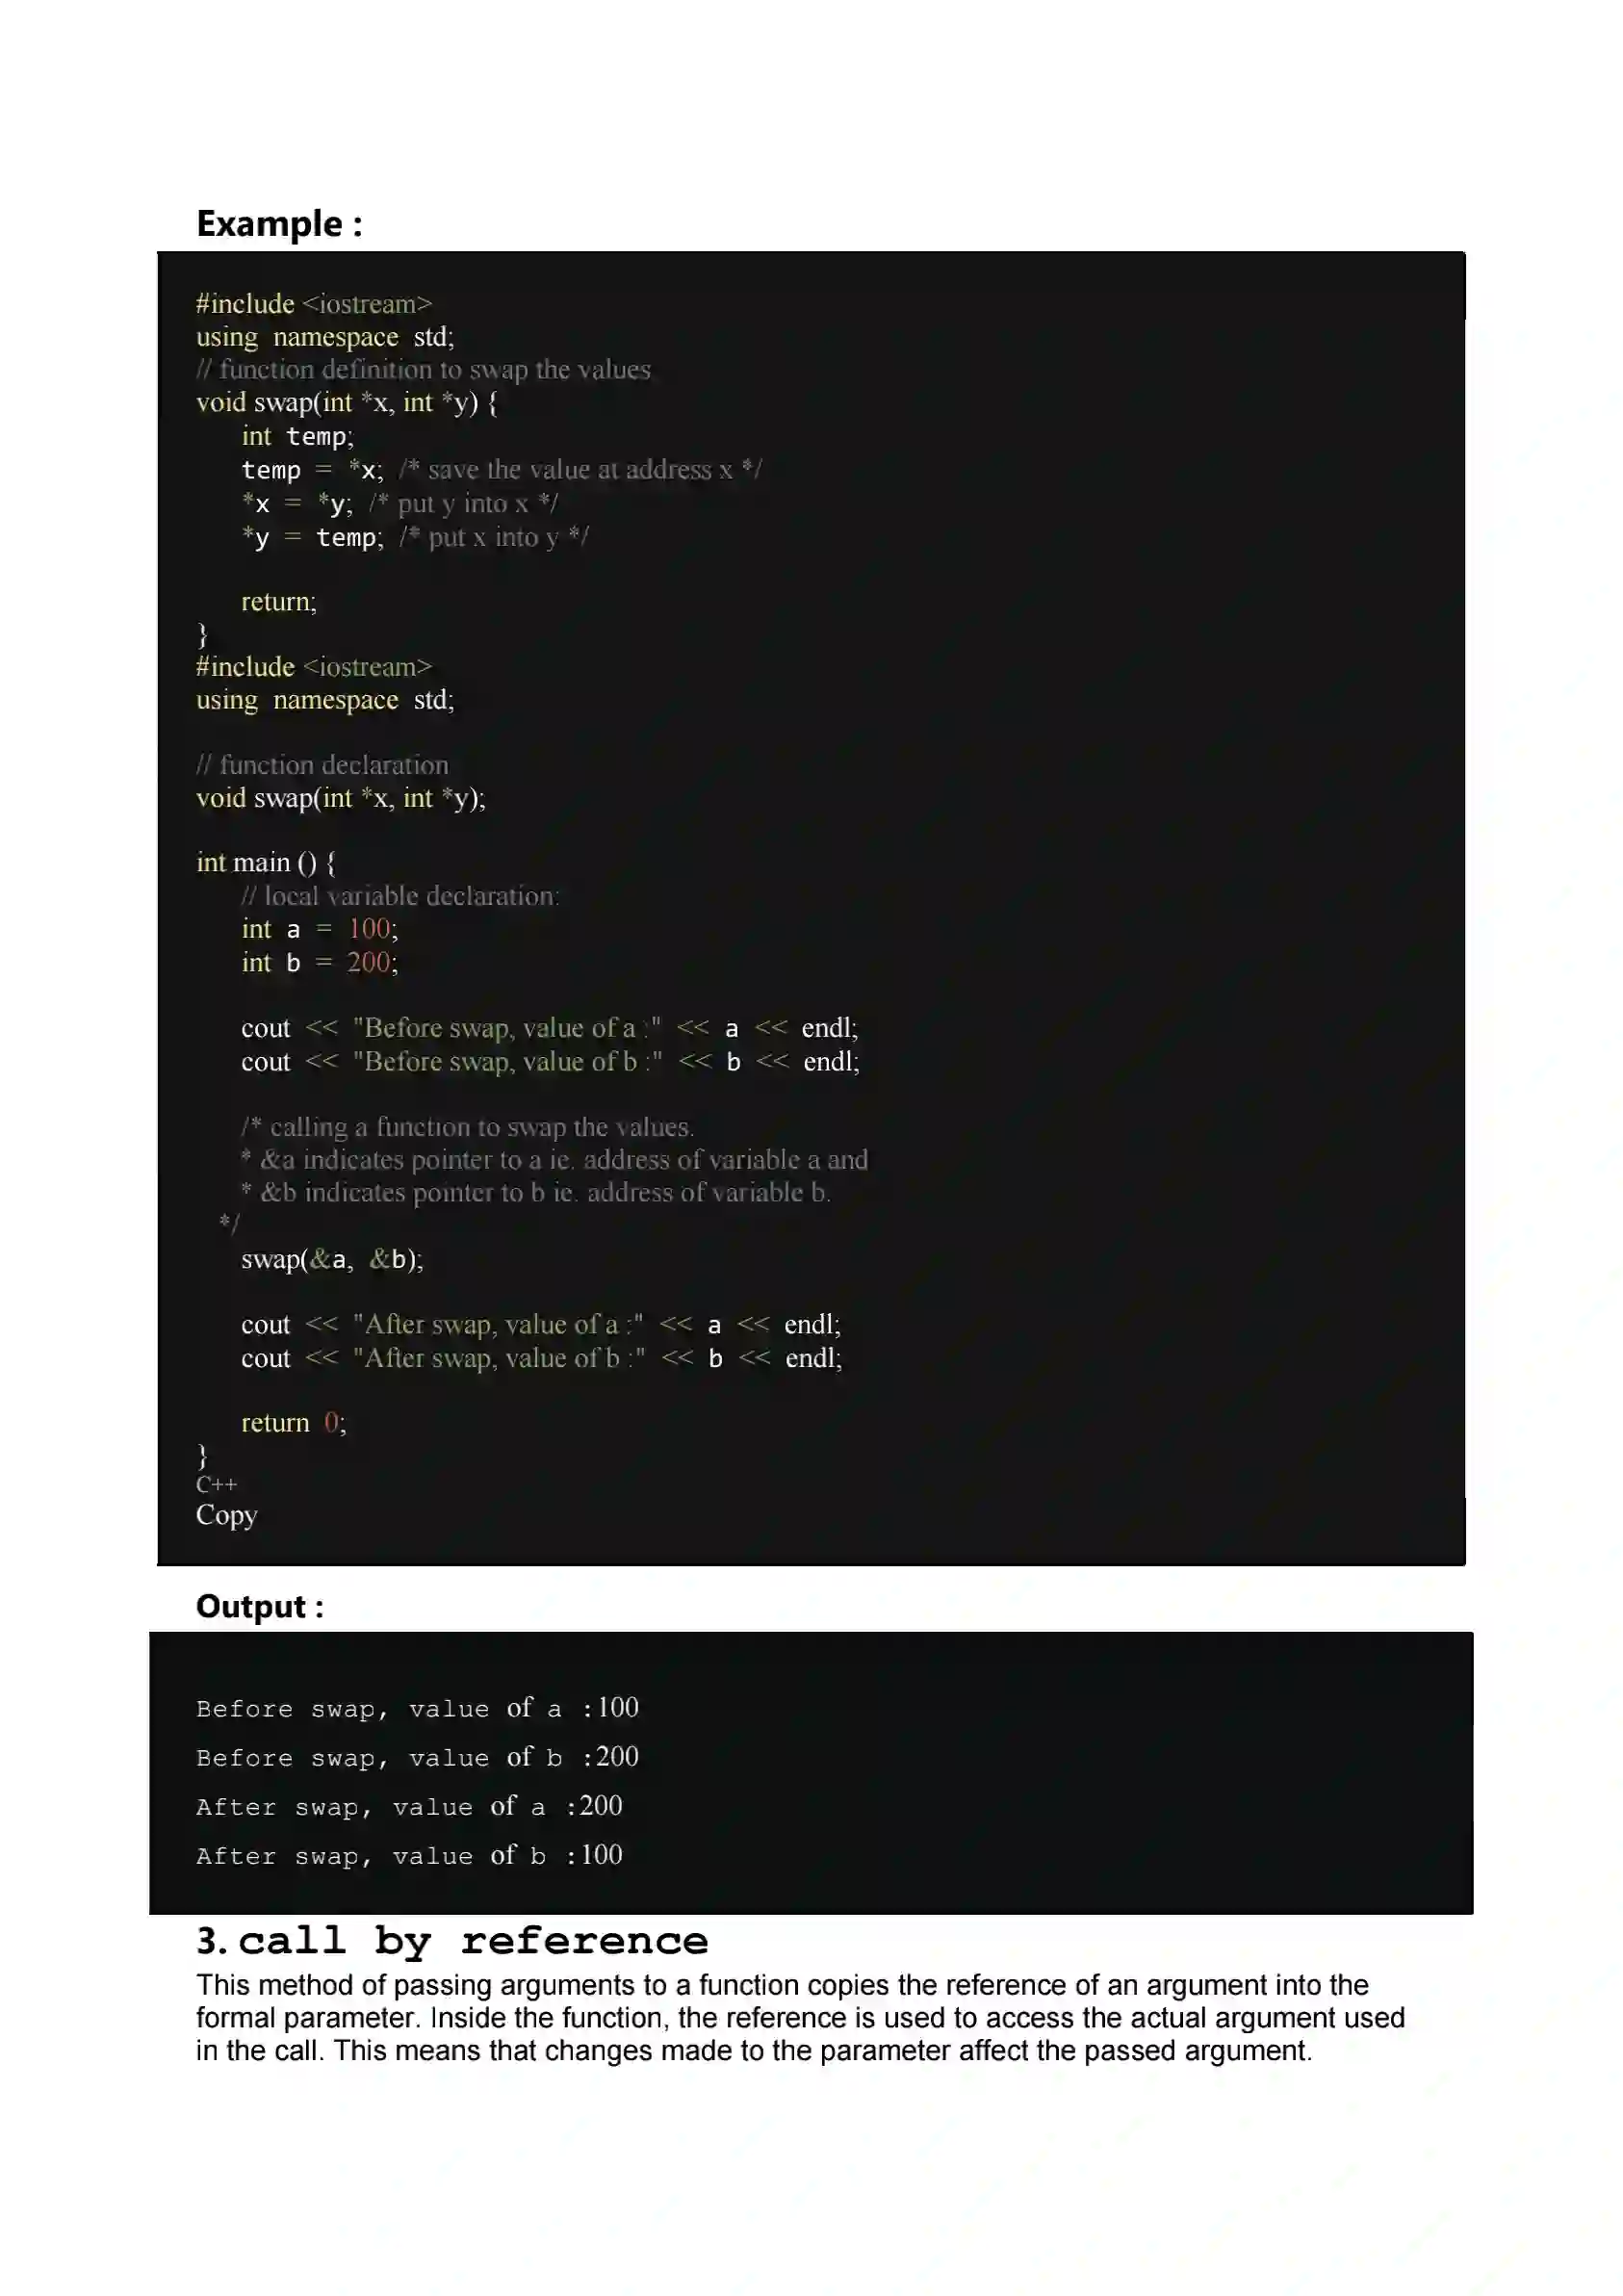 Example :
#include <iostream>
using namespace std;
// function definition to swap the values
void swap(int *x, int *y) {
int temp;
temp = *x; /* save the value at address x */
*x = *y; /* put y into x */
*y = temp; /* put x into y */
return;
}
#include <iostream>
using namespace std;
// function declaration
void swap(int *x, int *y);
int main () {
// local variable declaration:
int a = 100;
int b = 200;
cout << "Before swap, value of a :" << a << endl;
cout << "Before swap, value of b :" << b << endl;
/* calling a function to swap the values.
* &a indicates pointer to a ie. address of variable a and
* &b indicates pointer to b ie. address of variable b.
*/
swap(&a, &b);
cout << "After swap, value of a :" << a << endl;
cout << "After swap, value of b :" << b << endl;
return 0;
}
C++
Copy
Output :
Before swap, value of a :100
Before swap, value of b :200
After swap, value of a :200
After swap, value of b :100
3. call by reference
This method of passing arguments to a function copies the reference of an argument into the
formal parameter. Inside the function, the reference is used to access the actual argument used
in the call. This means that changes made to the parameter affect the passed argument.